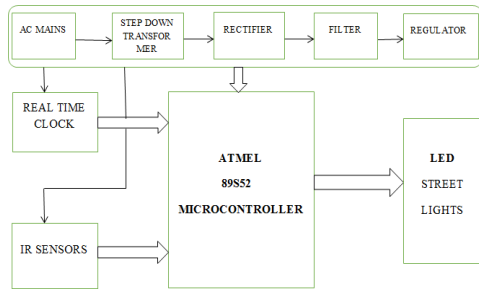 AC MAINS
STEP DOWN
TRANSFOR
MER
RECTIFIER
FILTER
REGULATOR
REAL TIME
CLOCK
ATMEL
89S52
MICROCONTROLLER
LED
STREET
LIGHTS
IR SENSORS